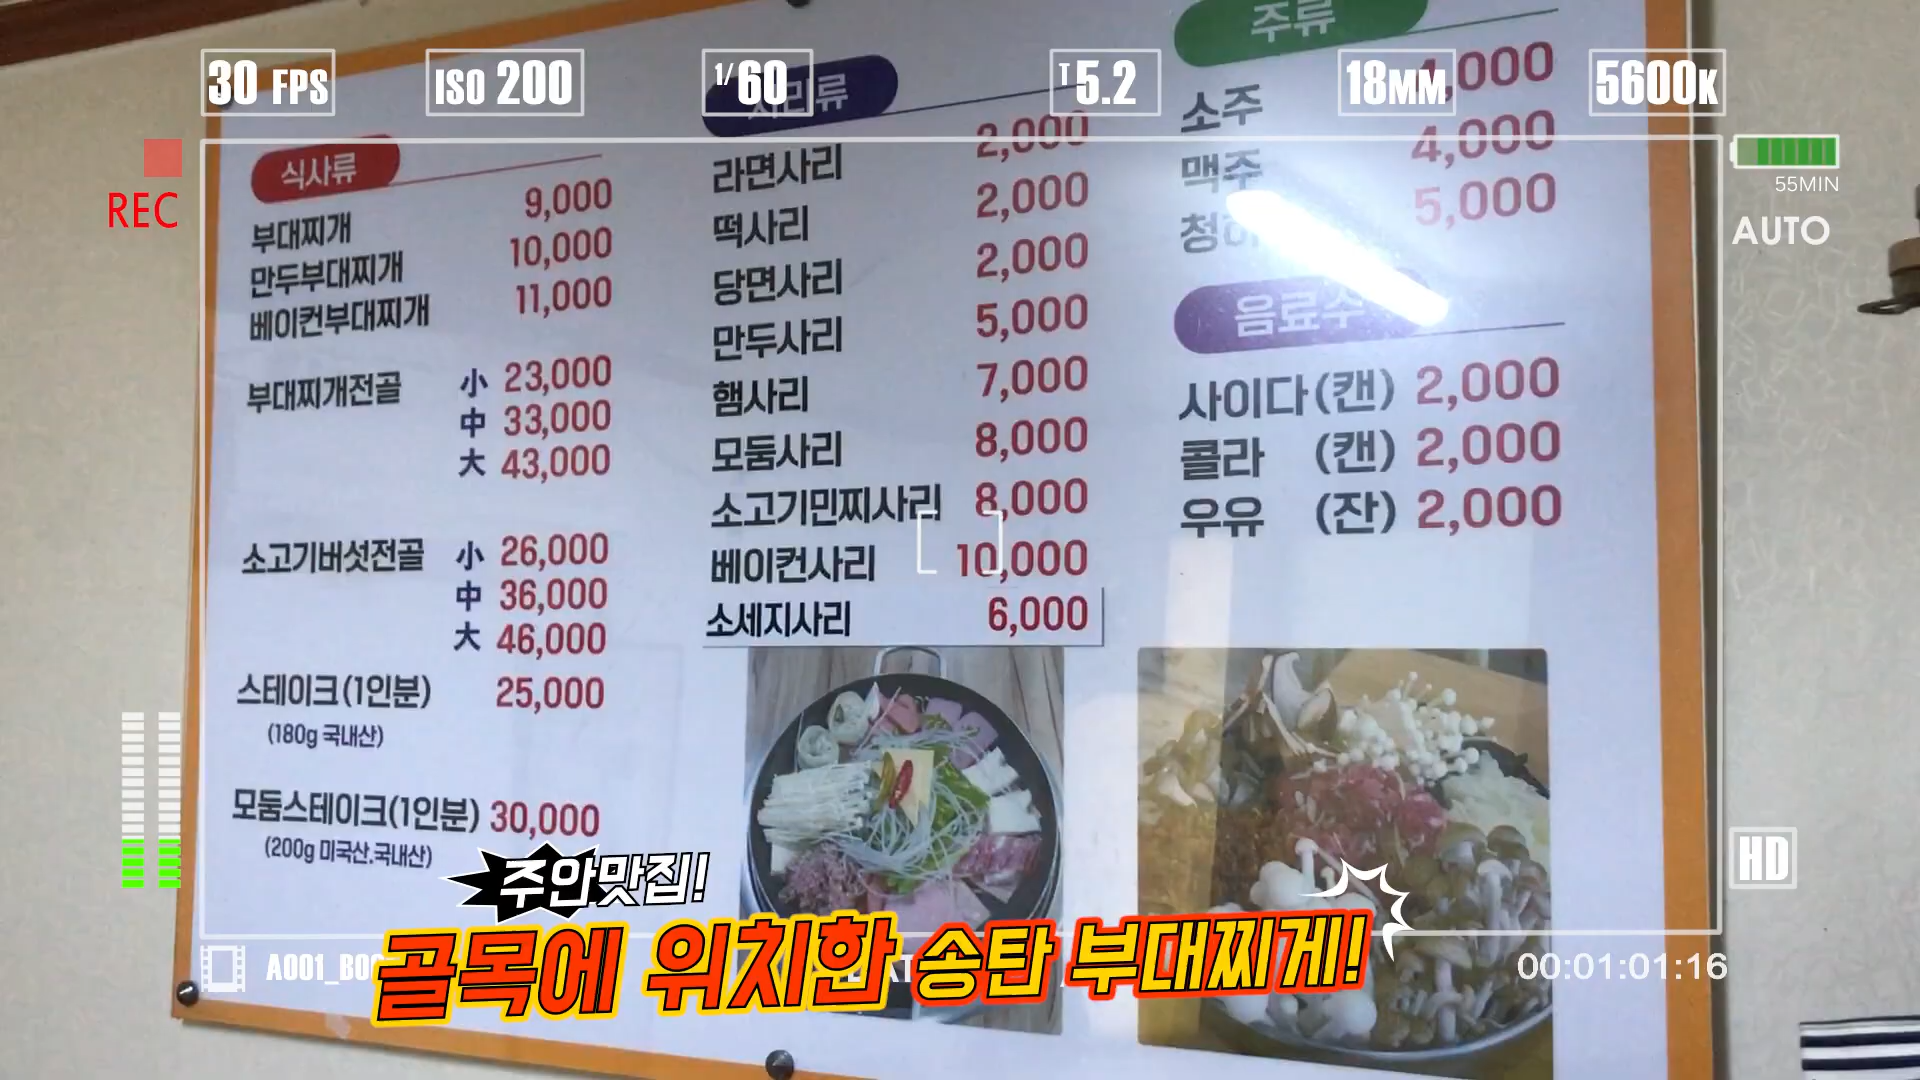 30 FPS
ISO 200
1/60
T5.2
18MM
5600K
REC
55MIN
AUTO
식사류
부대찌개 9,000
만두부대찌개 10,000
베이컨부대찌개 11,000
부대찌개전골 小 23,000
中 33,000
大 43,000
소고기버섯전골 小 26,000
中 36,000
大 46,000
스테이크(1인분) 25,000
(180g 국내산)
모둠스테이크(1인분) 30,000
(200g 미국산.국내산)
라면사리 2,000
떡사리 2,000
당면사리 2,000
만두사리 5,000
햄사리 7,000
모둠사리 8,000
소고기민찌사리 8,000
베이컨사리 10,000
소세지사리 6,000
주류
소주
맥주 4,000
5,000
음료수
사이다(캔) 2,000
콜라 (캔) 2,000
우유 (잔) 2,000
HD
주안맛집!
골목에 위치한 송탄 부대찌게!
00:01:01:16